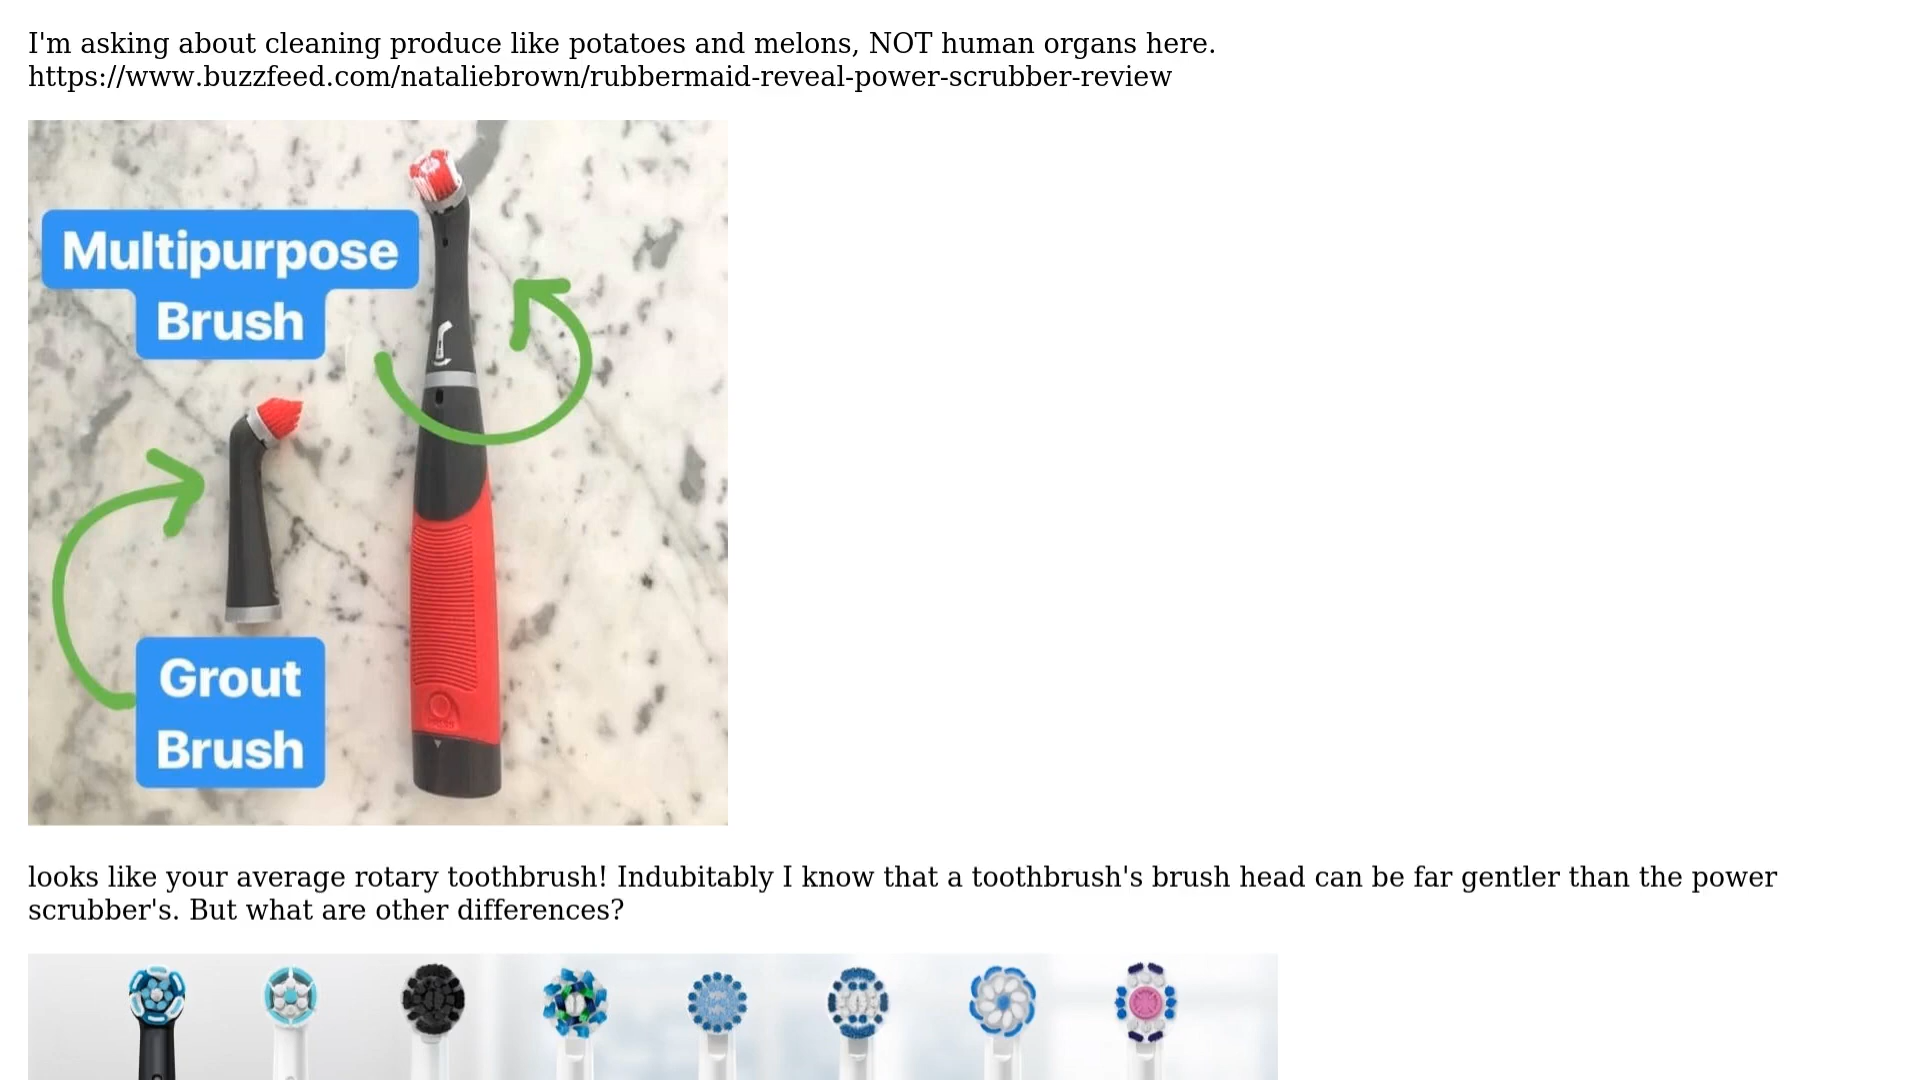 I'm asking about cleaning produce like potatoes and melons, NOT human organs here.
https://www.buzzfeed.com/nataliebrown/rubbermaid-reveal-power-scrubber-review
Multipurpose
Brush
Grout
Brush
looks like your average rotary toothbrush! Indubitably I know that a toothbrush's brush head can be far gentler than the power
scrubber's. But what are other differences?